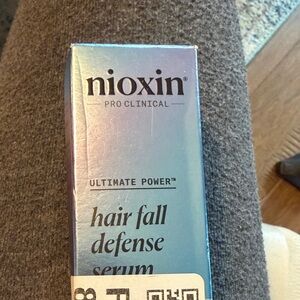 nioxin®
PRO CLINICAL
ULTIMATE POWER™
hair fall
defense
serum